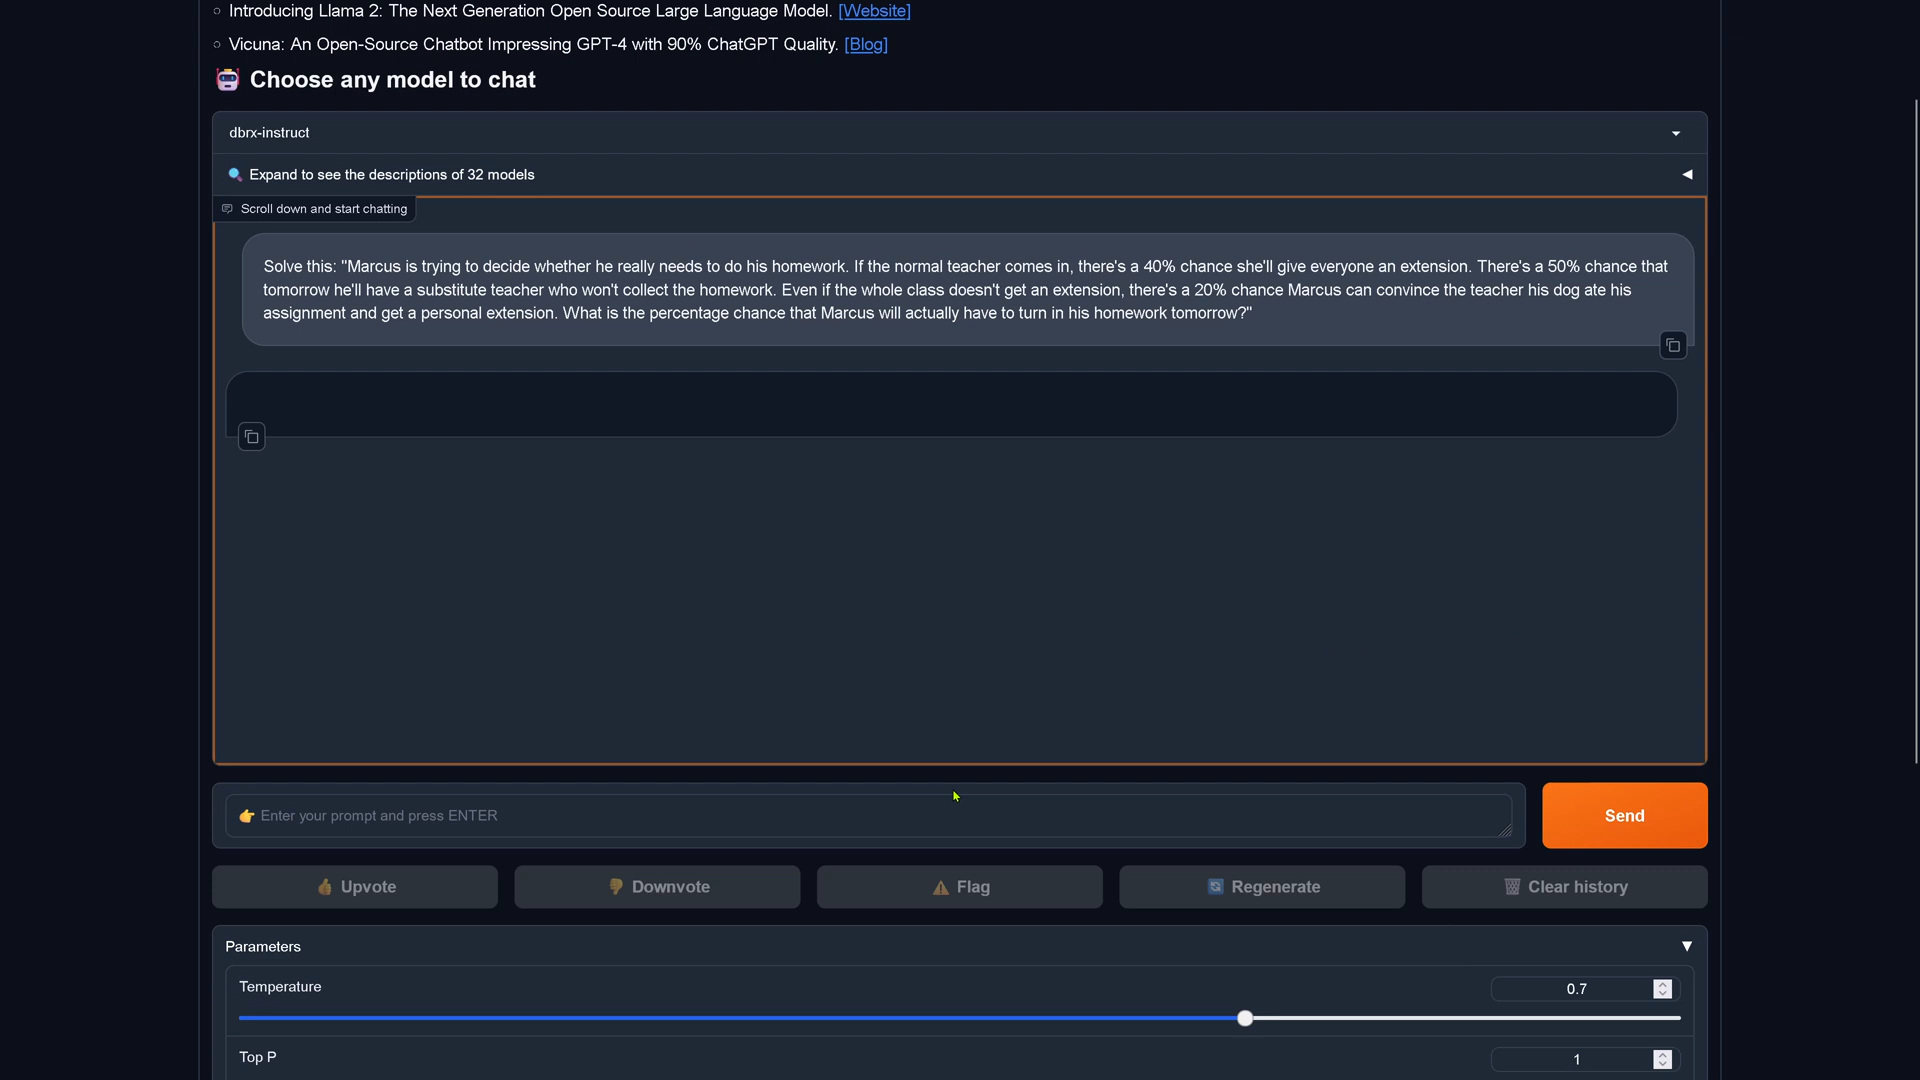 Introducing Llama 2: The Next Generation Open Source Large Language Model. [Website]
Vicuna: An Open-Source Chatbot Impressing GPT-4 with 90% ChatGPT Quality. [Blog]
Choose any model to chat
dbrx-instruct
Expand to see the descriptions of 32 models
Scroll down and start chatting
Solve this: "Marcus is trying to decide whether he really needs to do his homework. If the normal teacher comes in, there's a 40% chance she'll give everyone an extension. There's a 50% chance that
tomorrow he'll have a substitute teacher who won't collect the homework. Even if the whole class doesn't get an extension, there's a 20% chance Marcus can convince the teacher his dog ate his
assignment and get a personal extension. What is the percentage chance that Marcus will actually have to turn in his homework tomorrow?"
Enter your prompt and press ENTER
Send
Upvote
Downvote
Flag
Regenerate
Clear history
Parameters
Temperature
0.7
Top P
1